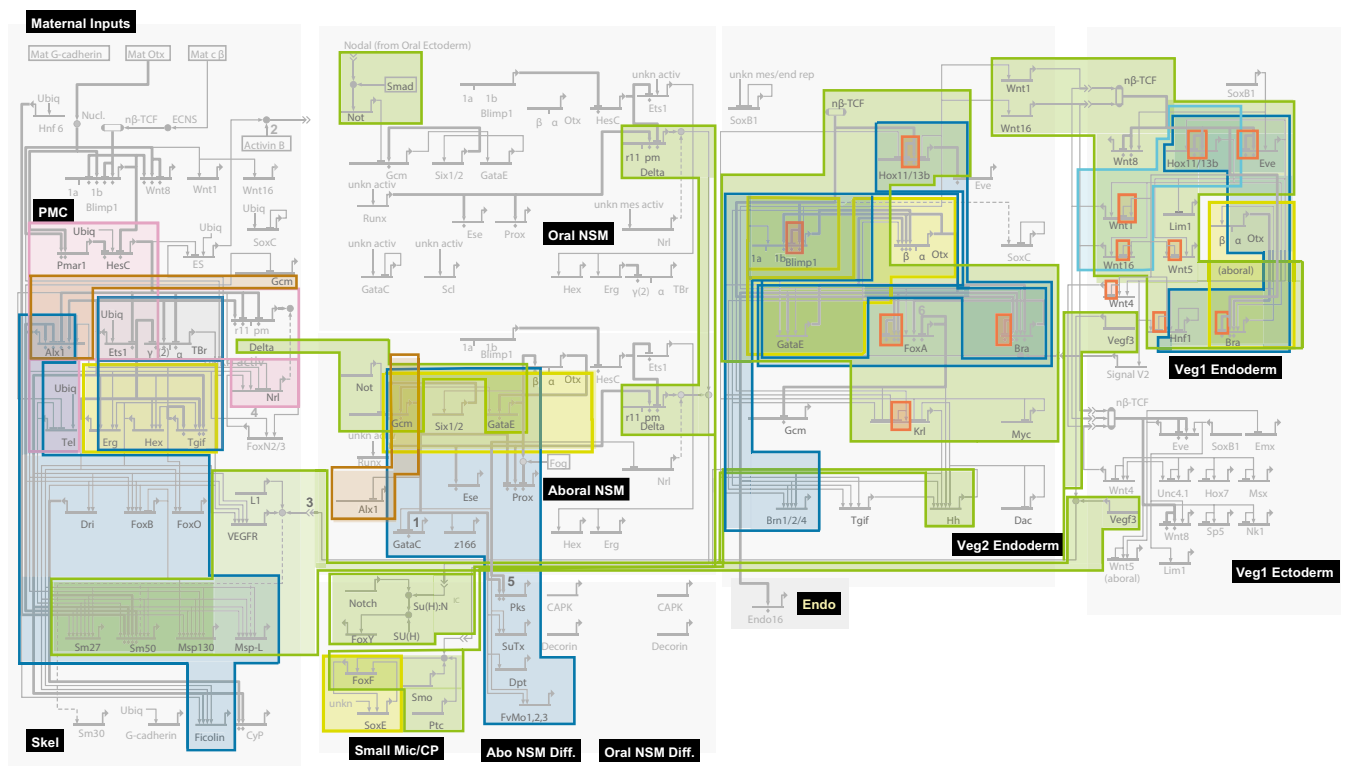 Maternal Inputs
Mat G-cadherin
Mat Otx
Mat c β
Ubiq
Hnf 6
Nucl.
nβ-TCF
ECNS
2
Activin B
1a
1b
Blimp1
Wnt8
Wnt1
Wnt16
Ubiq
SoxC
PMC
Ubiq
Pmar1
HesC
Ubiq
ES
Gcm
Alx1
Ubiq
Ets1
γ (2)
α
TBr
r11 pm
Delta
Ubiq
Tel
Erg
Hex
Tgif
Nrl
4
FoxN2/3
Dri
FoxB
FoxO
L1
VEGFR
3
Sm27
Sm50
Msp130
Msp-L
Skel
Sm30
Ubiq
G-cadherin
Ficolin
CyP
Nodal (from Oral Ectoderm)
Smad
Not
1a
1b
Blimp1
β
α
Otx
HesC
unkn activ
Ets1
r11 pm
Delta
Gcm
Six1/2
GataE
unkn activ
Runx
Ese
Prox
Oral NSM
unkn mes activ
Nrl
unkn activ
GataC
unkn activ
Scl
Hex
Erg
γ(2)
α
TBr
1a
1b
Blimp1
β
α
Otx
HesC
Ets1
Not
Gcm
Six1/2
GataE
r11 pm
Delta
unkn activ
Runx
Fog
Nrl
Alx1
Ese
Prox
Aboral NSM
1
GataC
z166
Hex
Erg
5
Notch
Su(H):N
ic
FoxY
SU(H)
Pks
CAPK
CAPK
SuTx
Decorin
Decorin
FoxF
Smo
Dpt
unkn
SoxE
Ptc
FvMo1,2,3
Small Mic/CP
Abo NSM Diff.
Oral NSM Diff.
unkn mes/end rep
SoxB1
nβ-TCF
Hox11/13b
Eve
1a
1b
Blimp1
β
α
Otx
SoxC
GataE
6
FoxA
Bra
Gcm
Krl
Myc
Brn1/2/4
Tgif
Hh
Dac
Veg2 Endoderm
Endo16
Endo
Wnt1
Wnt16
nβ-TCF
SoxB1
Wnt8
Hox11/13b
Eve
Wnt1
Lim1
β
α
Otx
Wnt16
Wnt5
(aboral)
Wnt4
Hnf1
Bra
Vegf3
Signal V2
Veg1 Endoderm
nβ-TCF
Eve
SoxB1
Emx
Wnt4
Unc4.1
Hox7
Msx
Vegf3
Wnt8
Sp5
Nk1
Wnt5
(aboral)
Lim1
Veg1 Ectoderm